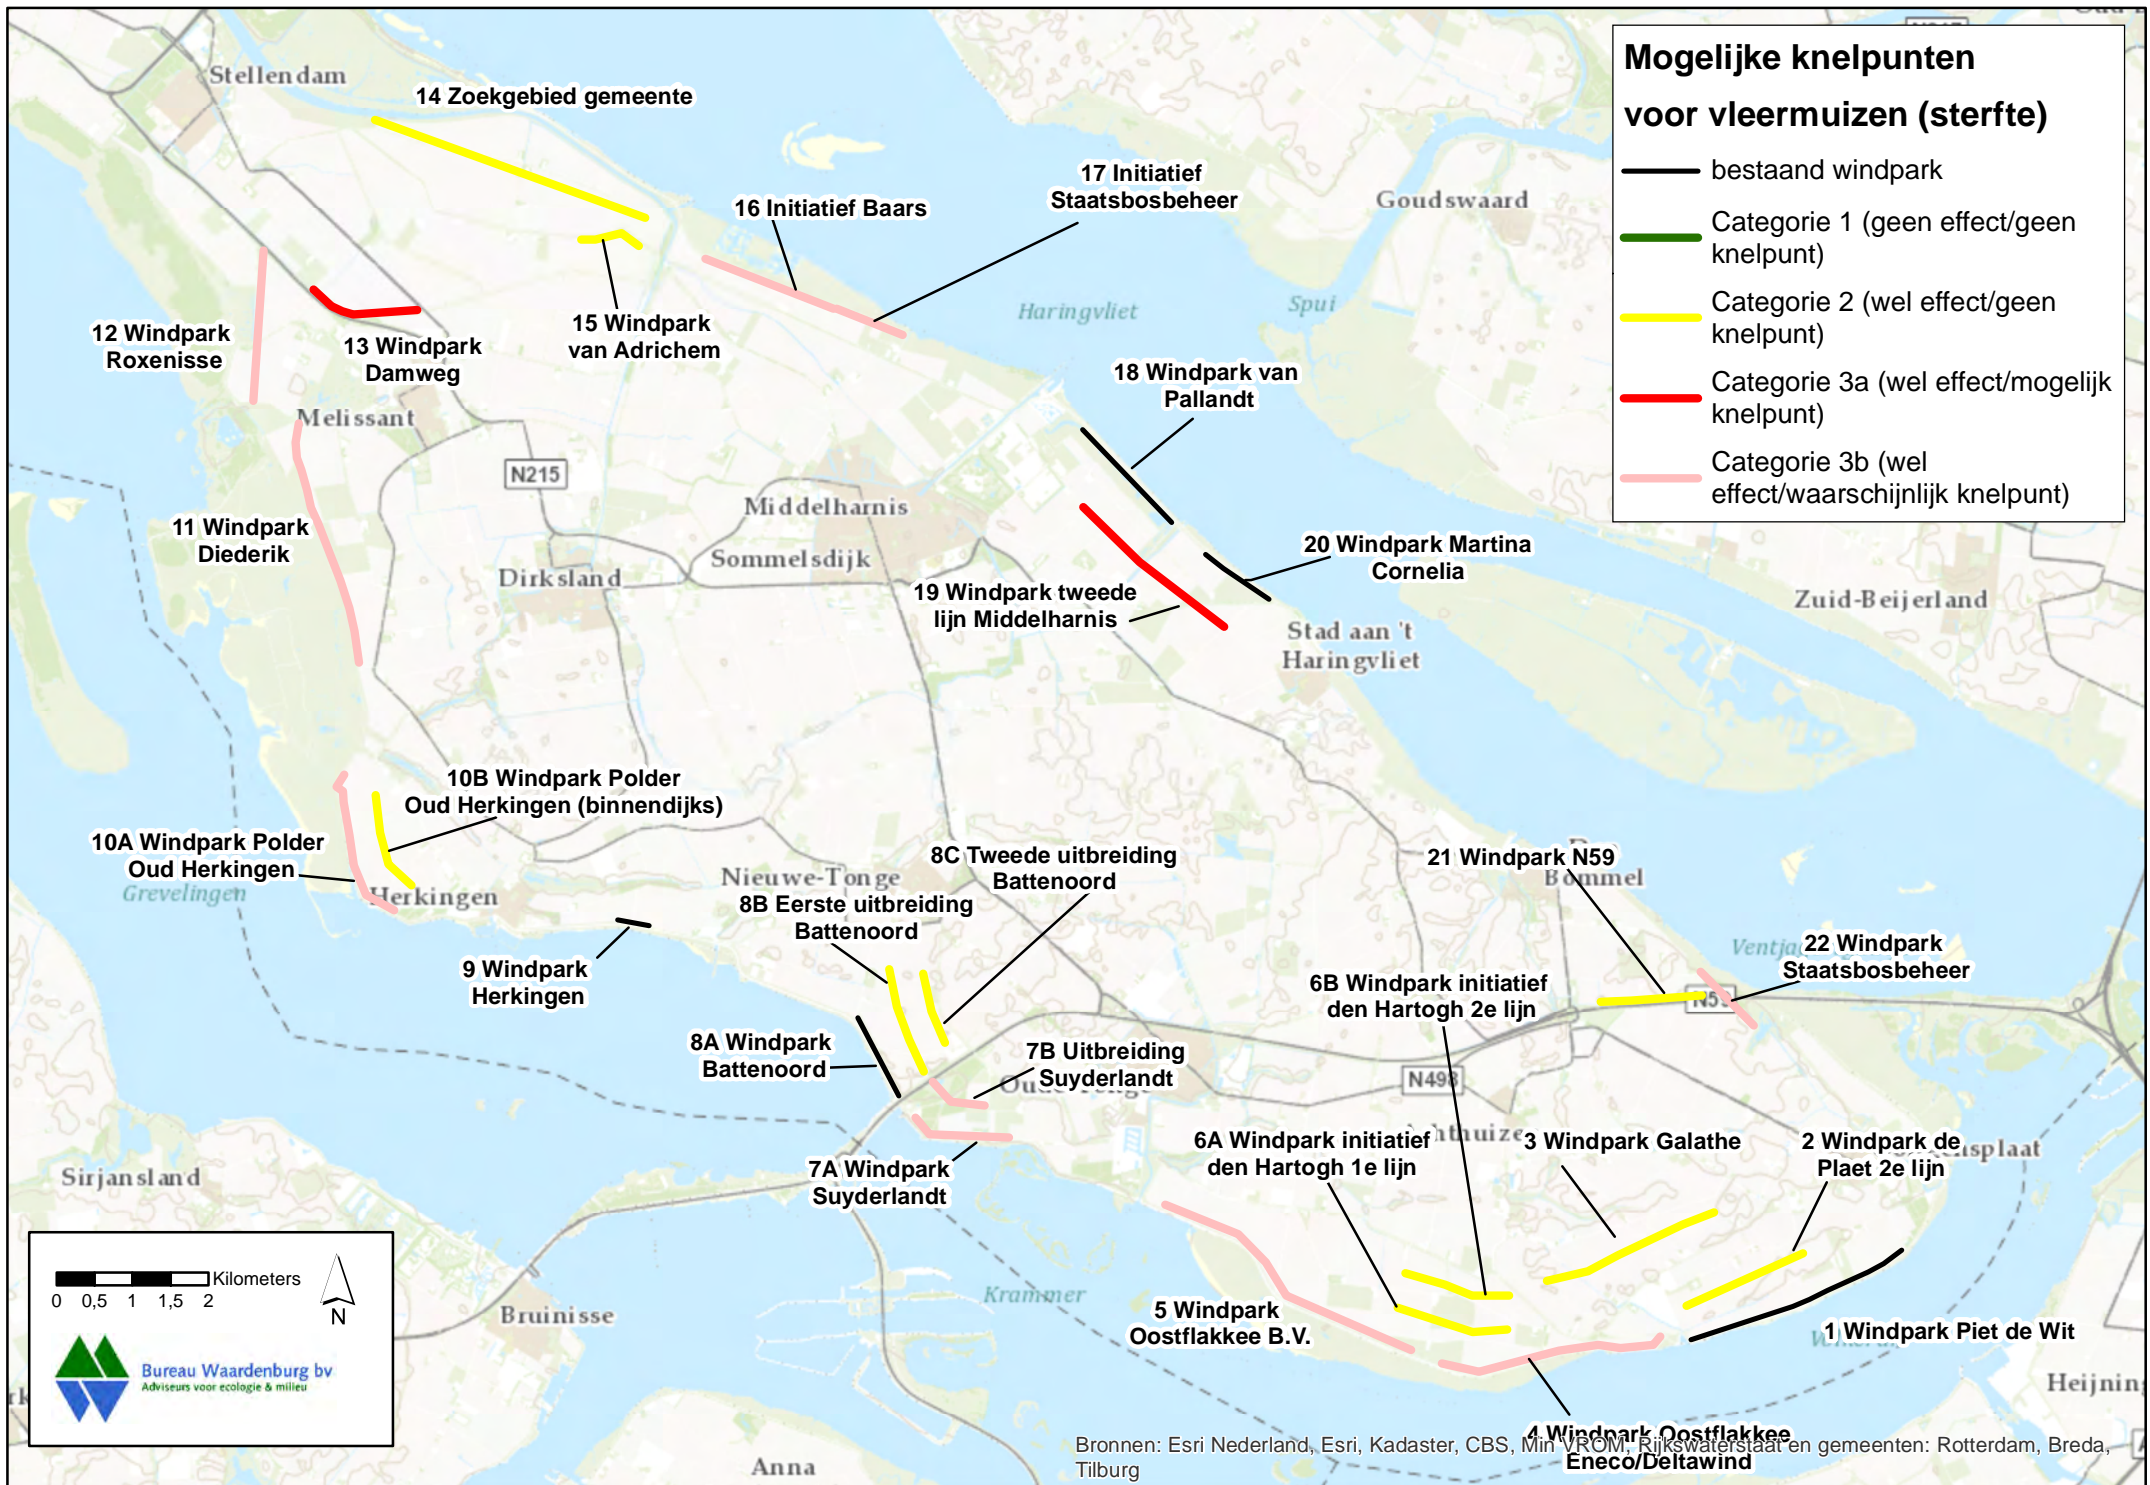 Mogelijke knelpunten
voor vleermuizen (sterfte)
bestaand windpark
Categorie 1 (geen effect/geen
knelpunt)
Categorie 2 (wel effect/geen
knelpunt)
Categorie 3a (wel effect/mogelijk
knelpunt)
Categorie 3b (wel
effect/waarschijnlijk knelpunt)
Stellendam
14 Zoekgebied gemeente
16 Initiatief Baars
17 Initiatief
Staatsbosbeheer
Goudswaard
Haringvliet
Spui
12 Windpark
Roxenisse
13 Windpark
Damweg
15 Windpark
van Adrichem
18 Windpark van
Pallandt
Melissant
N215
Middelharnis
Sommelsdijk
Dirksland
11 Windpark
Diederik
20 Windpark Martina
Cornelia
19 Windpark tweede
lijn Middelharnis
Stad aan 't
Haringvliet
Zuid-Beijerland
10B Windpark Polder
Oud Herkingen (binnendijks)
10A Windpark Polder
Oud Herkingen
Grevelingen
Herkingen
Nieuwe-Tonge
8C Tweede uitbreiding
Battenoord
8B Eerste uitbreiding
Battenoord
21 Windpark N59
Bommel
9 Windpark
Herkingen
22 Windpark
Staatsbosbeheer
N59
6B Windpark initiatief
den Hartogh 2e lijn
8A Windpark
Battenoord
7B Uitbreiding
Suyderlandt
N498
6A Windpark initiatief
den Hartogh 1e lijn
3 Windpark Galathe
2 Windpark de
Plaet 2e lijn
7A Windpark
Suyderlandt
Sirjansland
Krammer
Bruinisse
5 Windpark
Oostflakkee B.V.
1 Windpark Piet de Wit
4 Windpark Oostflakkee
Eneco/Deltawind
Anna
Kilometers
0 0,5 1 1,5 2
N
Bureau Waardenburg bv
Adviseurs voor ecologie & milieu
Bronnen: Esri Nederland, Esri, Kadaster, CBS, Min VROM, Rijkswaterstaat en gemeenten: Rotterdam, Breda,
Tilburg